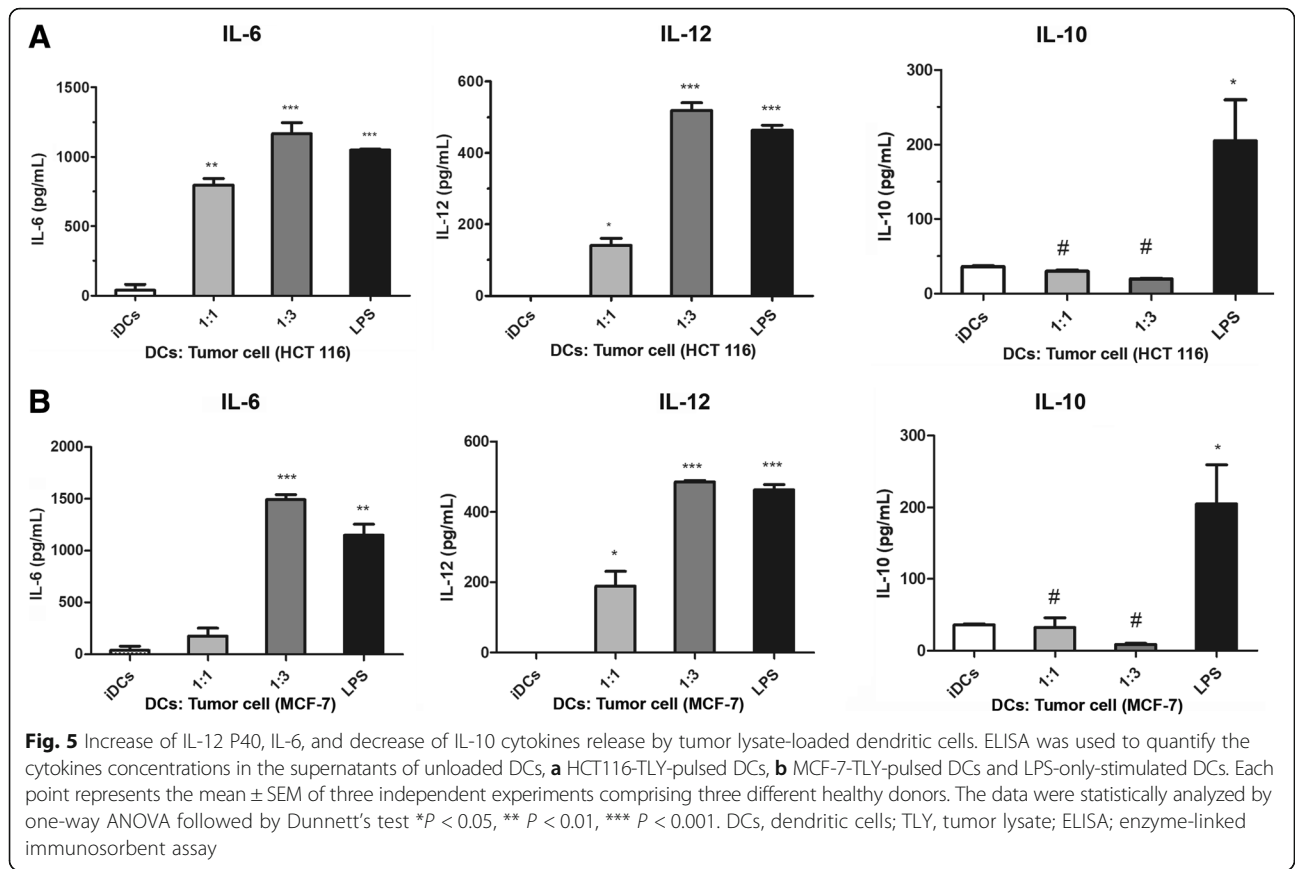 A
IL-6
IL-12
IL-10
IL-6 (pg/mL)
1500
1000
500
0
**
***
***
iDCs
1:1
1:3
LPS
DCs: Tumor cell (HCT 116)
IL-12 (pg/mL)
600
400
200
0
*
***
***
iDCs
1:1
1:3
LPS
DCs: Tumor cell (HCT 116)
IL-10 (pg/mL)
300
200
100
0
#
#
*
iDCs
1:1
1:3
LPS
DCs: Tumor cell (HCT 116)
B
IL-6
IL-12
IL-10
IL-6 (pg/mL)
2000
1500
1000
500
0
***
**
iDCs
1:1
1:3
LPS
DCs: Tumor cell (MCF-7)
IL-12 (pg/mL)
600
400
200
0
*
***
***
iDCs
1:1
1:3
LPS
DCs: Tumor cell (MCF-7)
IL-10 (pg/mL)
300
200
100
0
#
#
*
iDCs
1:1
1:3
LPS
DCs: Tumor cell (MCF-7)
Fig. 5 Increase of IL-12 P40, IL-6, and decrease of IL-10 cytokines release by tumor lysate-loaded dendritic cells. ELISA was used to quantify the
cytokines concentrations in the supernatants of unloaded DCs, a HCT116-TLY-pulsed DCs, b MCF-7-TLY-pulsed DCs and LPS-only-stimulated DCs. Each
point represents the mean ± SEM of three independent experiments comprising three different healthy donors. The data were statistically analyzed by
one-way ANOVA followed by Dunnett's test *P < 0.05, ** P < 0.01, *** P < 0.001. DCs, dendritic cells; TLY, tumor lysate; ELISA; enzyme-linked
immunosorbent assay